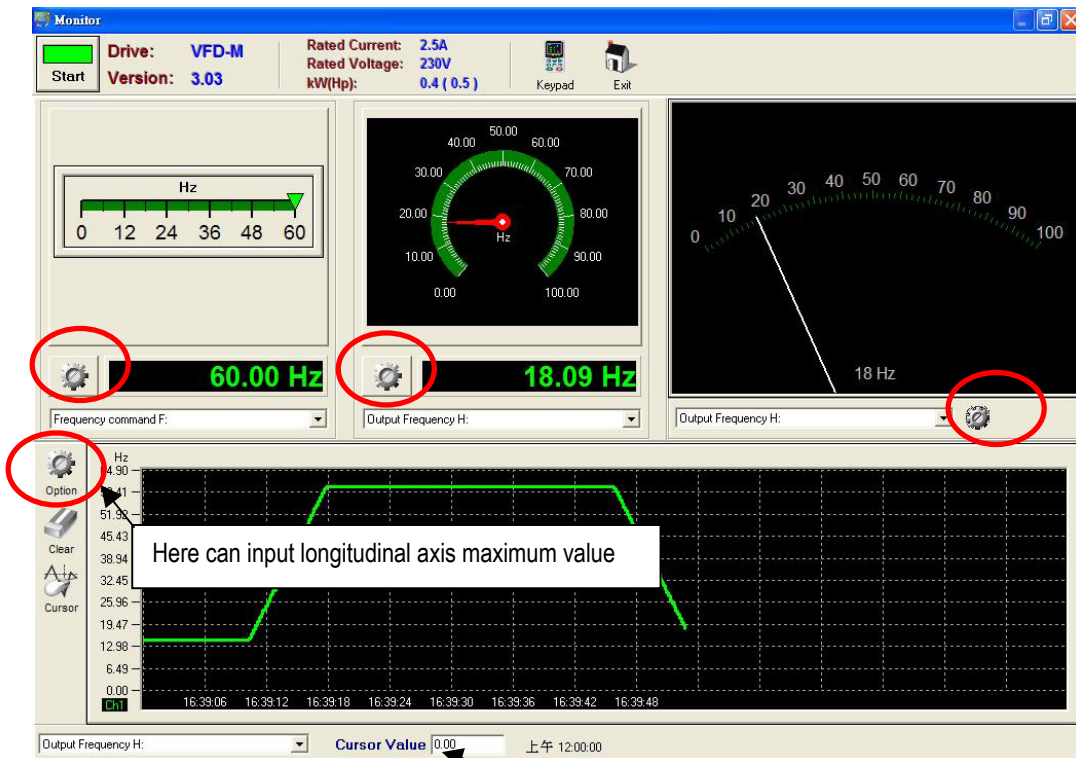 Monitor
Start
Drive: VFD-M
Version: 3.03
Rated Current: 2.5A
Rated Voltage: 230V
kW(Hp): 0.4 ( 0.5 )
Keypad
Exit
Hz
0 12 24 36 48 60
60.00 Hz
Frequency command F:
0.00
10.00
20.00
30.00
40.00
50.00
60.00
70.00
80.00
90.00
100.00
Hz
18.09 Hz
Output Frequency H:
0 10 20 30 40 50 60 70 80 90 100
18 Hz
Output Frequency H:
Option
Clear
Cursor
Hz
51.92
45.43
38.94
32.45
25.96
19.47
12.98
6.49
0.00
Ch1
Here can input longitudinal axis maximum value
16:39:06 16:39:12 16:39:18 16:39:24 16:39:30 16:39:36 16:39:42 16:39:48
Output Frequency H:
Cursor Value 0.00
上午 12:00:00